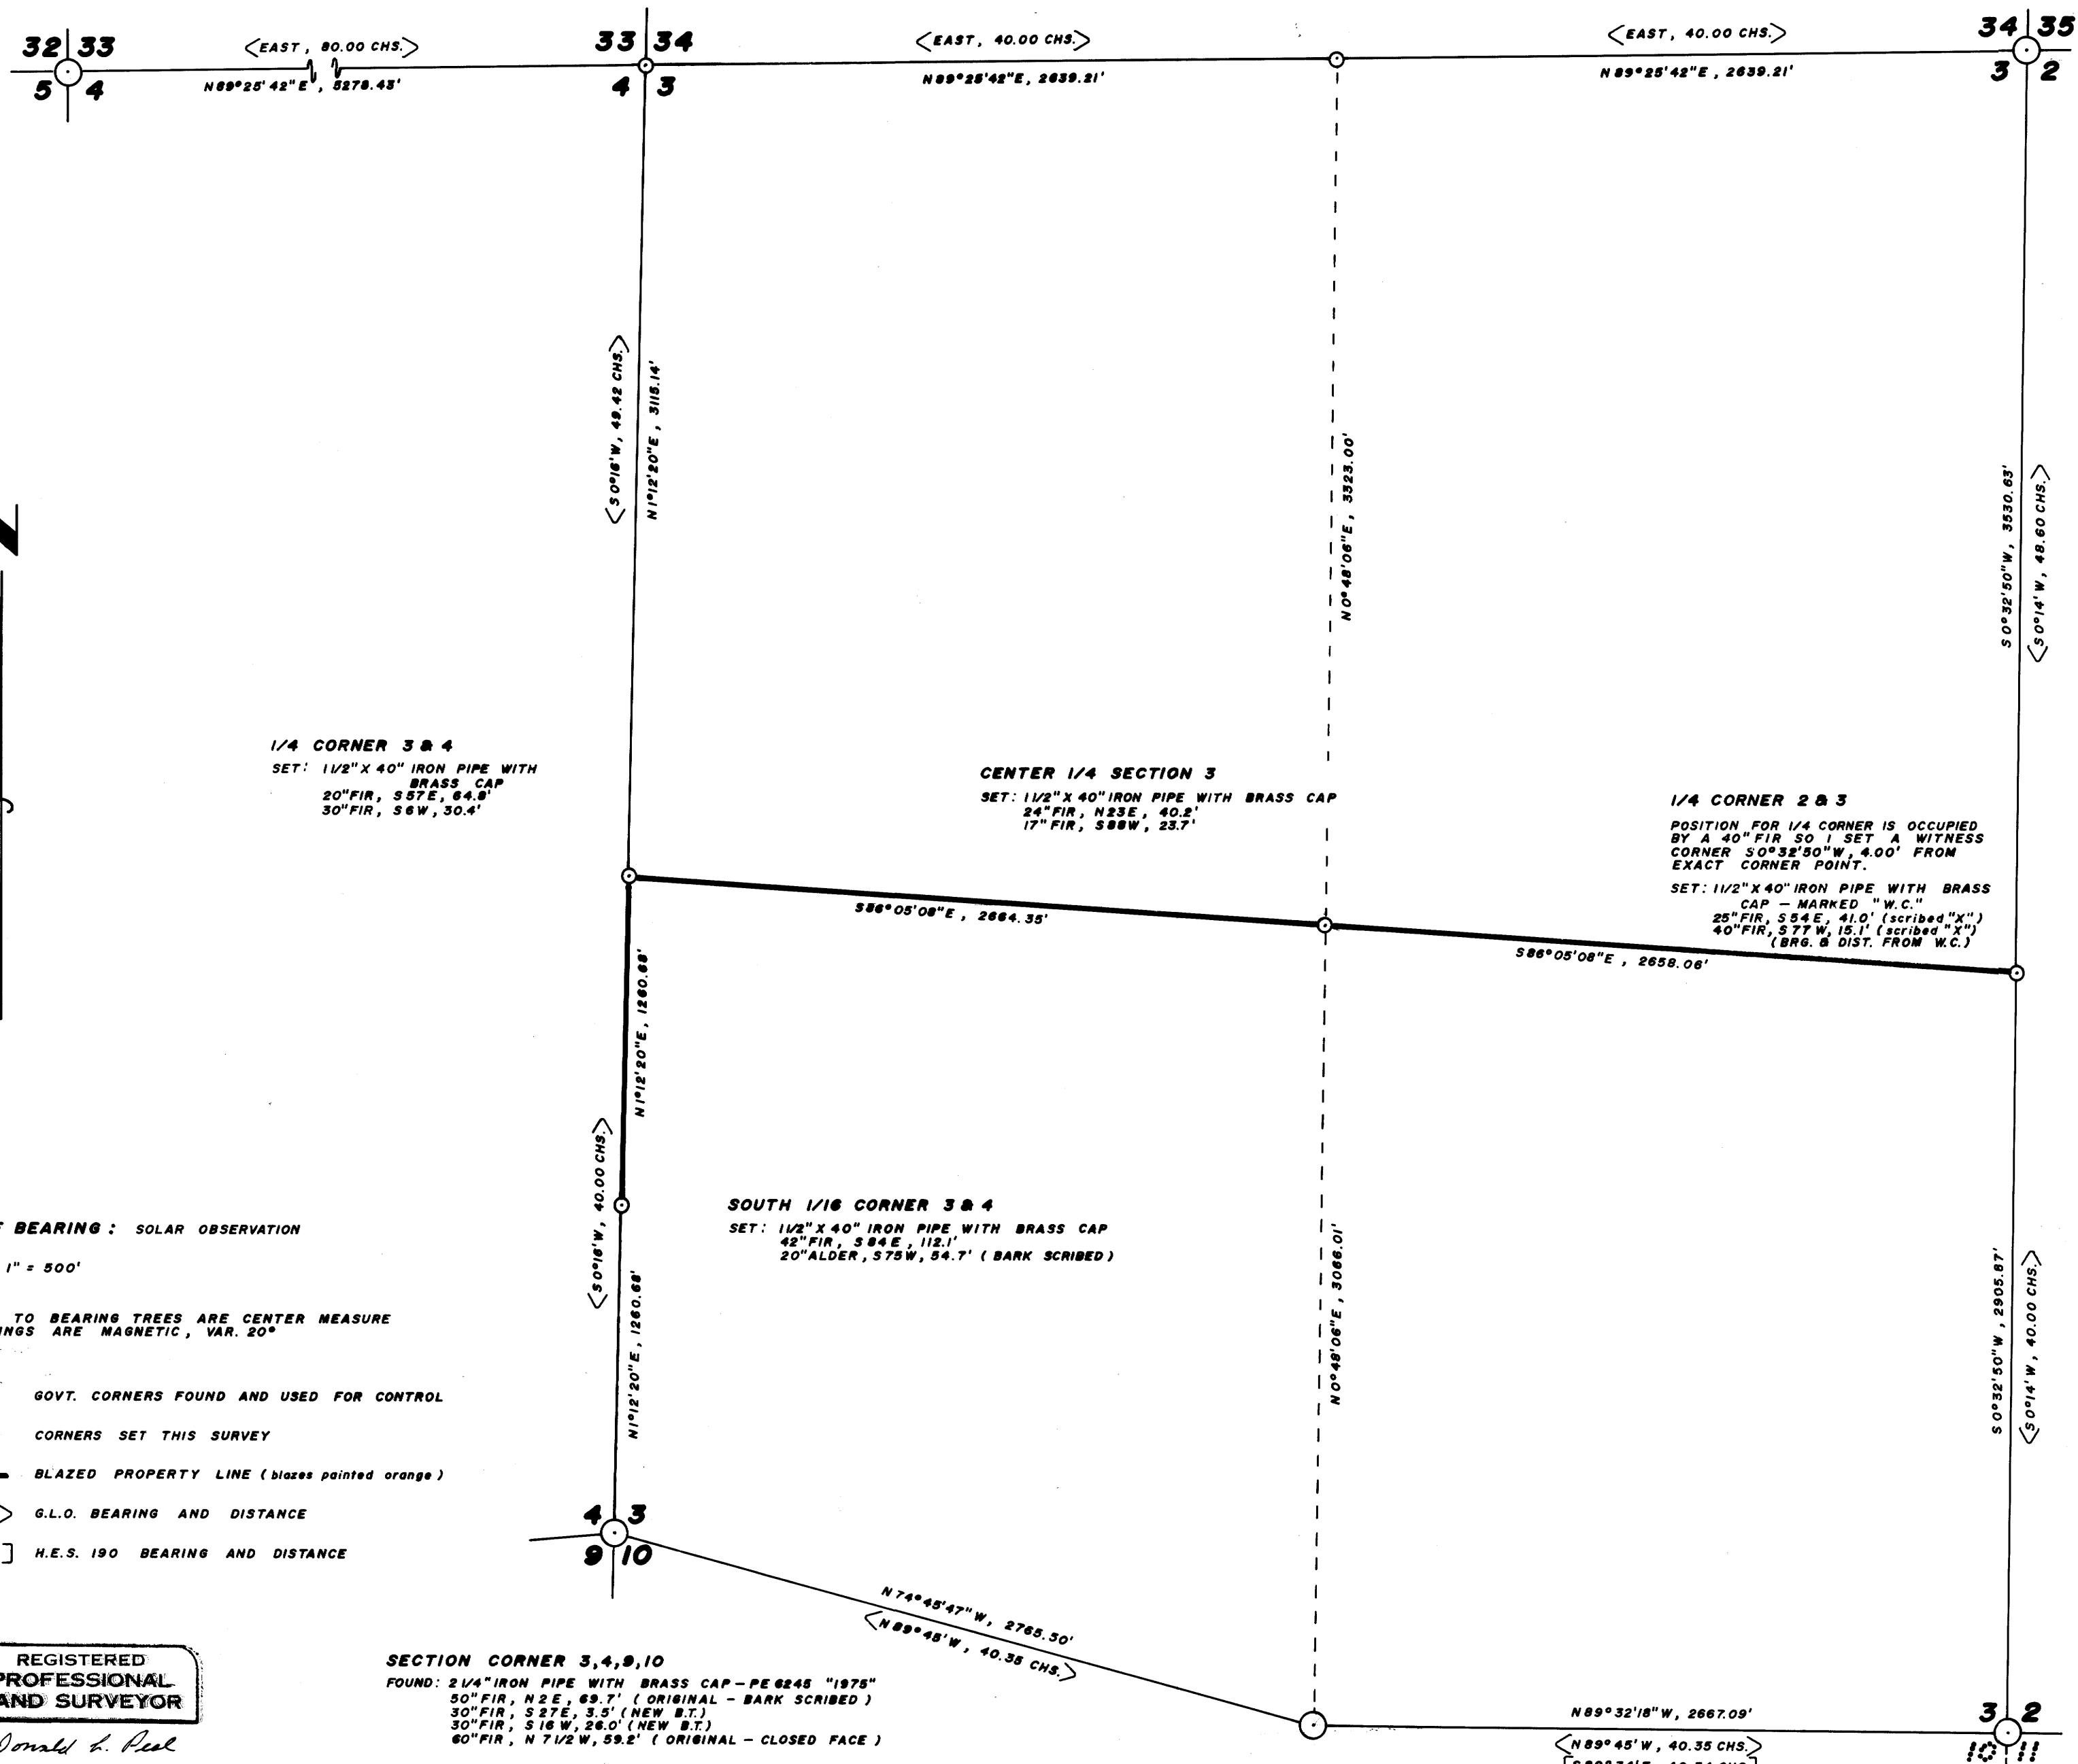 32 33
5 4
<EAST, 80.00 CHS.>
N89°25'42"E, 5278.43'
33 34
4 3
<EAST, 40.00 CHS.>
N89°25'42"E, 2639.21'
<EAST, 40.00 CHS.>
N89°25'42"E, 2639.21'
34 35
3 2
<S0°16'W, 49.42 CHS.>
N1°12'20"E, 3115.14'
N0°48'06"E, 3323.00'
S0°32'50"W, 3530.63'
<S0°14'W, 48.60 CHS.>
1/4 CORNER 3 & 4
SET: 1 1/2" X 40" IRON PIPE WITH
BRASS CAP
20"FIR, S57E, 64.8'
30"FIR, S6W, 30.4'
CENTER 1/4 SECTION 3
SET: 1 1/2" X 40" IRON PIPE WITH BRASS CAP
24"FIR, N23E, 40.2'
17"FIR, S88W, 23.7'
1/4 CORNER 2 & 3
POSITION FOR 1/4 CORNER IS OCCUPIED
BY A 40" FIR SO I SET A WITNESS
CORNER S0°32'50"W, 4.00' FROM
EXACT CORNER POINT.
SET: 1 1/2" X 40" IRON PIPE WITH BRASS
CAP - MARKED "W.C."
25"FIR, S54E, 41.0' (scribed "X")
40"FIR, S77W, 15.1' (scribed "X")
(BRG. & DIST. FROM W.C.)
S86°05'08"E, 2664.35'
S86°05'08"E, 2658.06'
N1°12'20"E, 1260.68'
<S0°16'W, 40.00 CHS.>
N1°12'20"E, 1260.68'
SOUTH 1/16 CORNER 3 & 4
SET: 1 1/2" X 40" IRON PIPE WITH BRASS CAP
42"FIR, S84E, 112.1'
20"ALDER, S75W, 54.7' (BARK SCRIBED)
N0°48'06"E, 3066.01'
S0°32'50"W, 2905.87'
<S0°14'W, 40.00 CHS.>
BEARING: SOLAR OBSERVATION
1" = 500'
TO BEARING TREES ARE CENTER MEASURE
ARE MAGNETIC, VAR. 20°
GOVT. CORNERS FOUND AND USED FOR CONTROL
CORNERS SET THIS SURVEY
BLAZED PROPERTY LINE (blazes painted orange)
> G.L.O. BEARING AND DISTANCE
] H.E.S. 190 BEARING AND DISTANCE
4 3
9 10
N74°45'47"W, 2765.50'
<N89°45'W, 40.35 CHS.>
SECTION CORNER 3,4,9,10
FOUND: 2 1/4" IRON PIPE WITH BRASS CAP - PE 6245 "1975"
50"FIR, N2E, 69.7' (ORIGINAL - BARK SCRIBED)
30"FIR, S27E, 3.5' (NEW B.T.)
30"FIR, S16W, 26.0' (NEW B.T.)
60"FIR, N 7 1/2 W, 59.2' (ORIGINAL - CLOSED FACE)
N89°32'18"W, 2667.09'
<N89°45'W, 40.35 CHS.>
3 2
10 11
REGISTERED
PROFESSIONAL
LAND SURVEYOR
Donald L. Peal